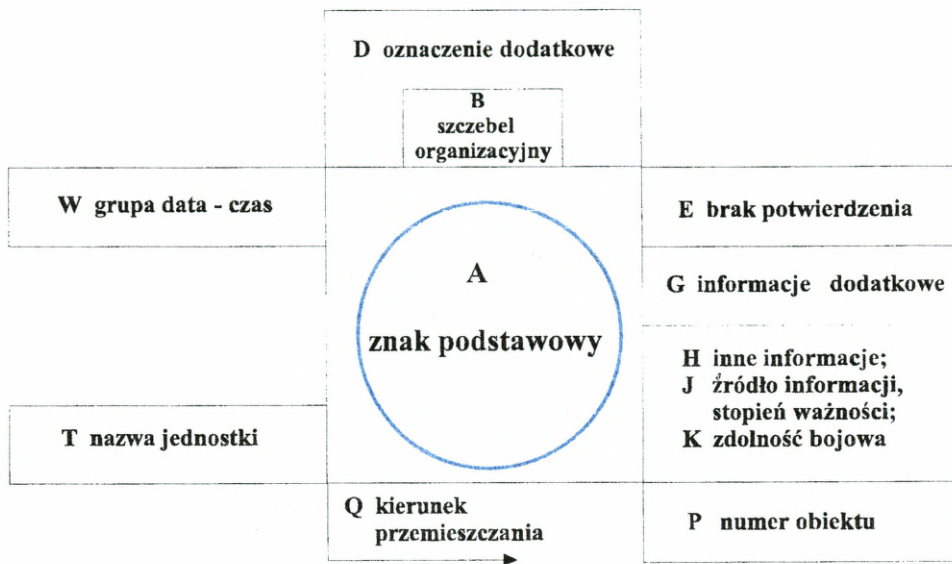 D oznaczenie dodatkowe
B
szczebel
organizacyjny
W grupa data - czas
E brak potwierdzenia
A
znak podstawowy
G informacje dodatkowe
H inne informacje;
J źródło informacji,
stopień ważności;
K zdolność bojowa
T nazwa jednostki
Q kierunek
przemieszczania
P numer obiektu